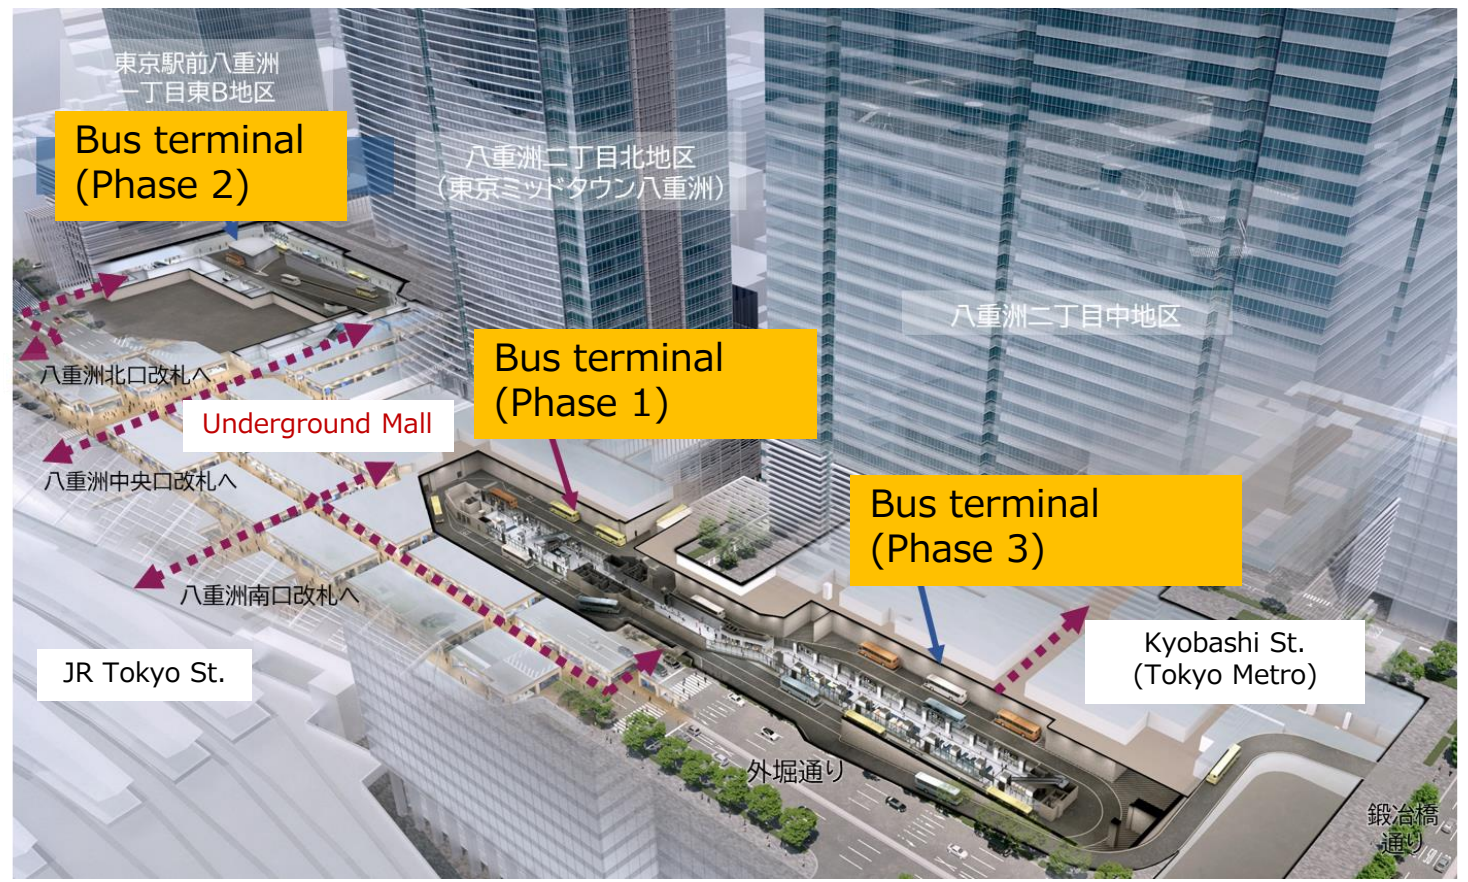 東京駅前八重洲
一丁目東B地区
Bus terminal
(Phase 2)
八重洲二丁目北地区
(東京ミッドタウン八重洲)
八重洲二丁目中地区
Bus terminal
(Phase 1)
八重洲北口改札へ
Underground Mall
八重洲中央口改札へ
Bus terminal
(Phase 3)
八重洲南口改札へ
JR Tokyo St.
Kyobashi St.
(Tokyo Metro)
外堀通り
鍛冶橋
通り